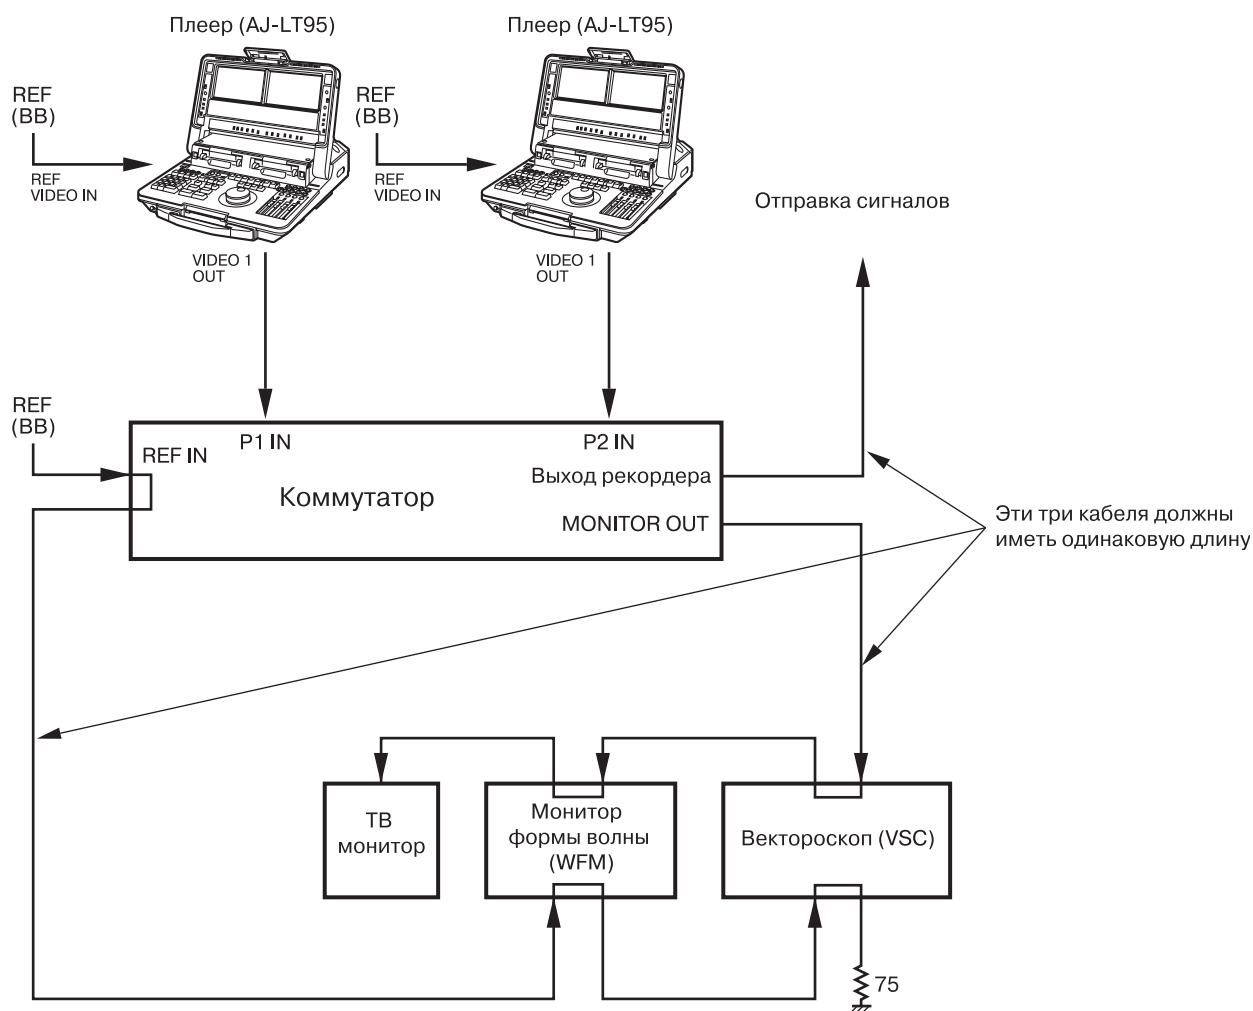 Плеер (AJ-LT95)
Плеер (AJ-LT95)
REF
(BB)
REF
VIDEO IN
REF
(BB)
REF
VIDEO IN
Отправка сигналов
VIDEO 1
OUT
VIDEO 1
OUT
REF
(BB)
REF IN
P1 IN
P2 IN
Выход рекордера
Коммутатор
MONITOR OUT
Эти три кабеля должны
иметь одинаковую длину
ТВ
монитор
Монитор
формы волны
(WFM)
Вектороскоп (VSC)
75